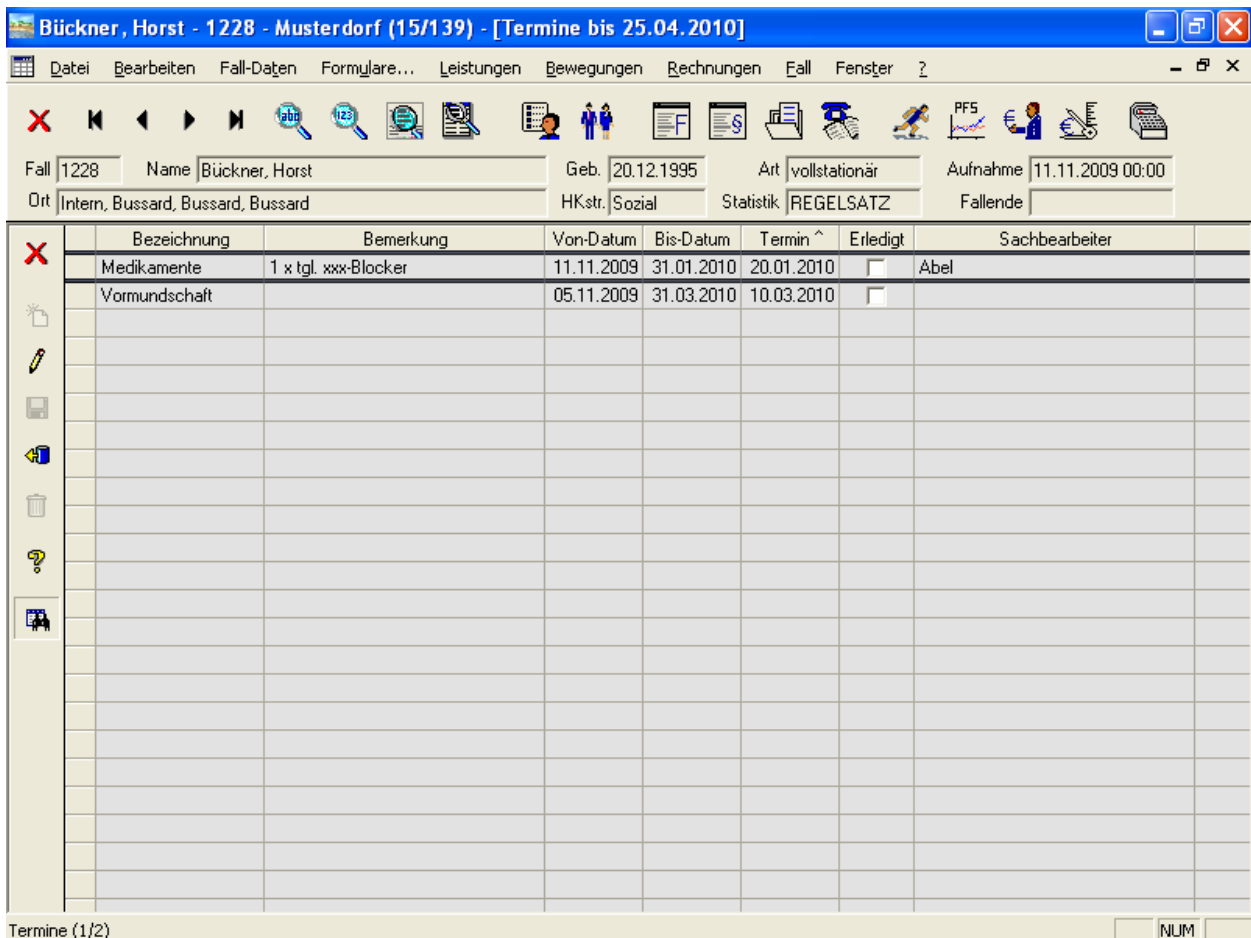 Bückner, Horst - 1228 - Musterdorf (15/139) - [Termine bis 25.04.2010]
Datei Bearbeiten Fall-Daten Formulare... Leistungen Bewegungen Rechnungen Fall Fenster ?
abc 123 F § PFS € €
Fall 1228 Name Bückner, Horst Geb. 20.12.1995 Art vollstationär Aufnahme 11.11.2009 00:00
Ort Intern, Bussard, Bussard, Bussard HKstr. Sozial Statistik REGELSATZ Fallende
Bezeichnung Bemerkung Von-Datum Bis-Datum Termin ^ Erledigt Sachbearbeiter
Medikamente 1 x tgl. xxx-Blocker 11.11.2009 31.01.2010 20.01.2010 Abel
Vormundschaft 05.11.2009 31.03.2010 10.03.2010
Termine (1/2) NUM